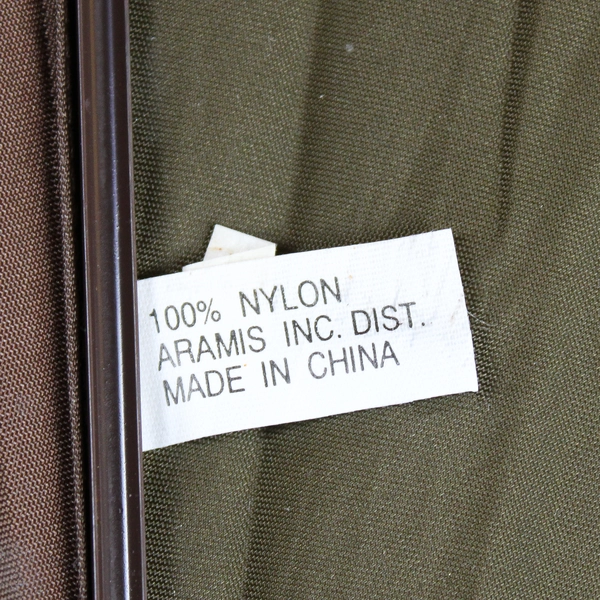 100% NYLON
ARAMIS INC. DIST.
MADE IN CHINA